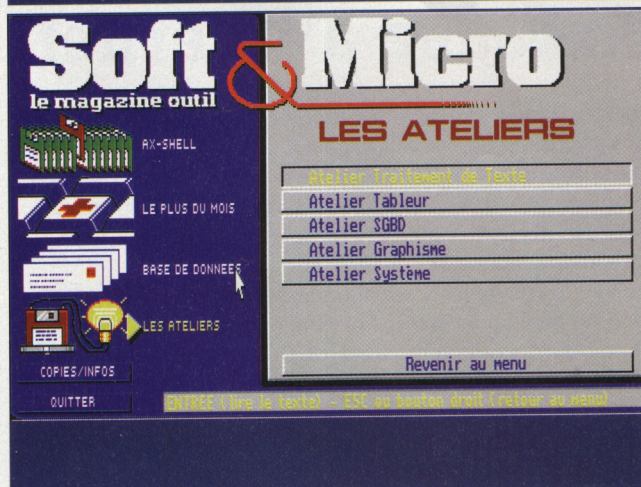 Soft & Micro
le magazine outil
AX-SHELL
LE PLUS DU MOIS
BASE DE DONNEES
LES ATELIERS
COPIES/INFOS
QUITTER
LES ATELIERS
Atelier Traitement de Texte
Atelier Tableur
Atelier SGBD
Atelier Graphisme
Atelier Système
Revenir au menu
ENTREE (lire le texte) - ESC ou bouton droit (retour au menu)